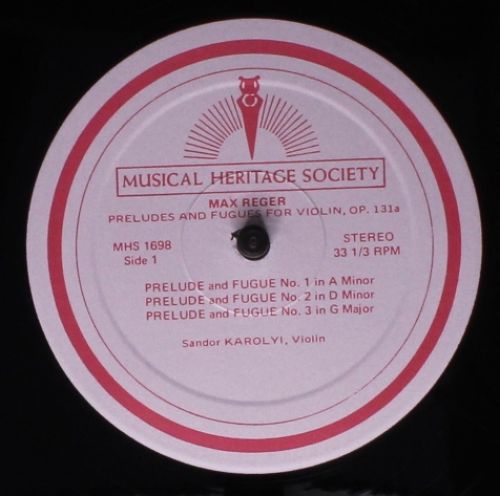 MUSICAL HERITAGE SOCIETY
MAX REGER
PRELUDES AND FUGUES FOR VIOLIN, OP. 131a
MHS 1698
Side 1
STEREO
33 1/3 RPM
PRELUDE and FUGUE No. 1 in A Minor
PRELUDE and FUGUE No. 2 in D Minor
PRELUDE and FUGUE No. 3 in G Major
Sandor KAROLYI, Violin